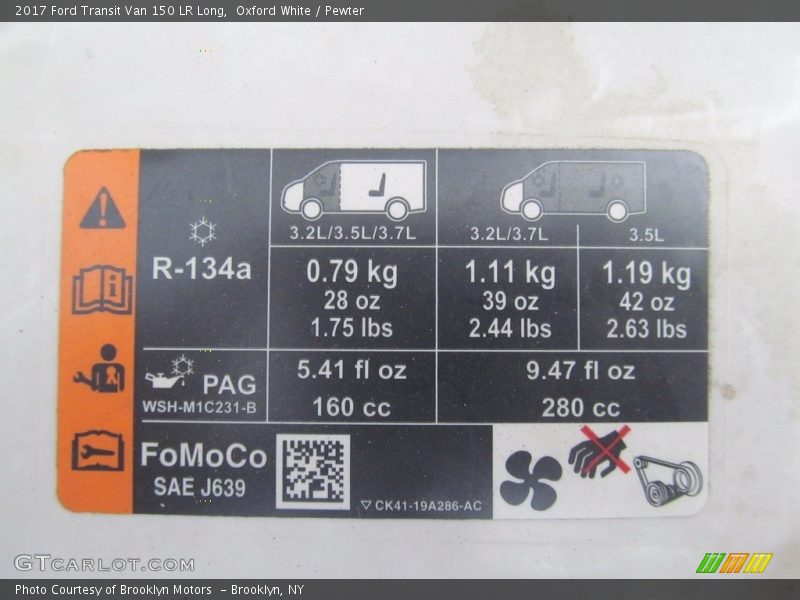 2017 Ford Transit Van 150 LR Long,  Oxford White / Pewter
3.2L/3.5L/3.7L
3.2L/3.7L
3.5L
R-134a
0.79 kg
28 oz
1.75 lbs
1.11 kg
39 oz
2.44 lbs
1.19 kg
42 oz
2.63 lbs
PAG
WSH-M1C231-B
5.41 fl oz
160 cc
9.47 fl oz
280 cc
FoMoCo
SAE J639
CK41-19A286-AC
GTCARLOT.COM
Photo Courtesy of Brooklyn Motors  - Brooklyn, NY